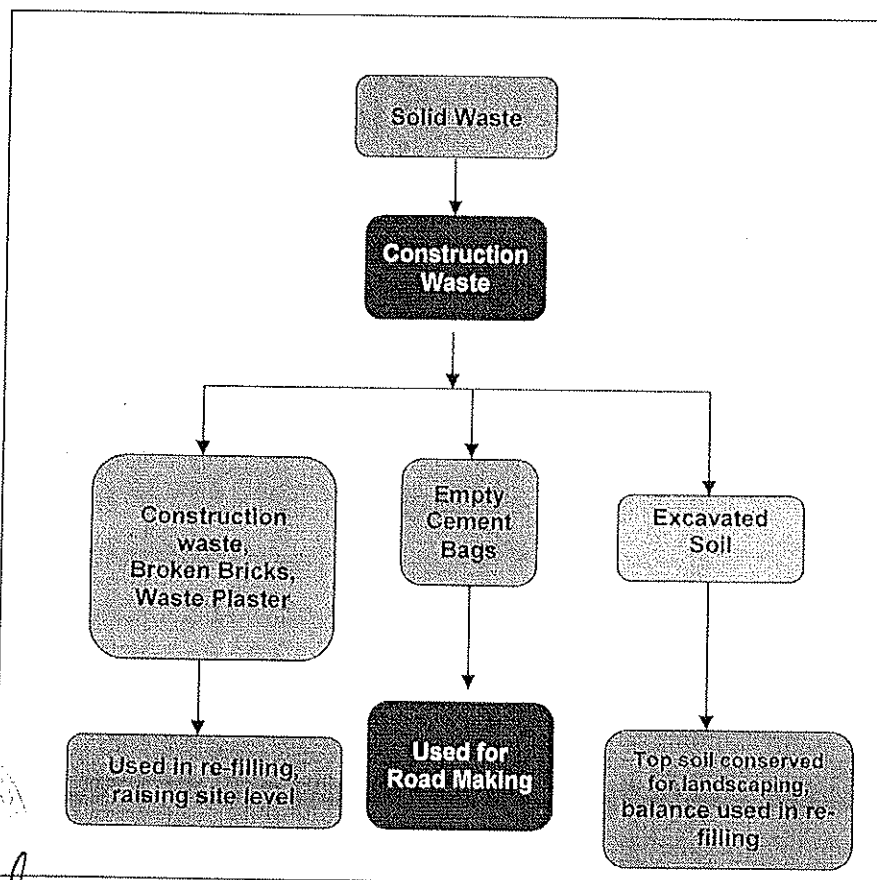 Solid Waste
Construction
Waste
Construction
waste,
Broken Bricks,
Waste Plaster
Empty
Cement
Bags
Excavated
Soil
Used in re-filling,
raising site level
Used for
Road Making
Top soil conserved
for landscaping,
balance used in re-
filling